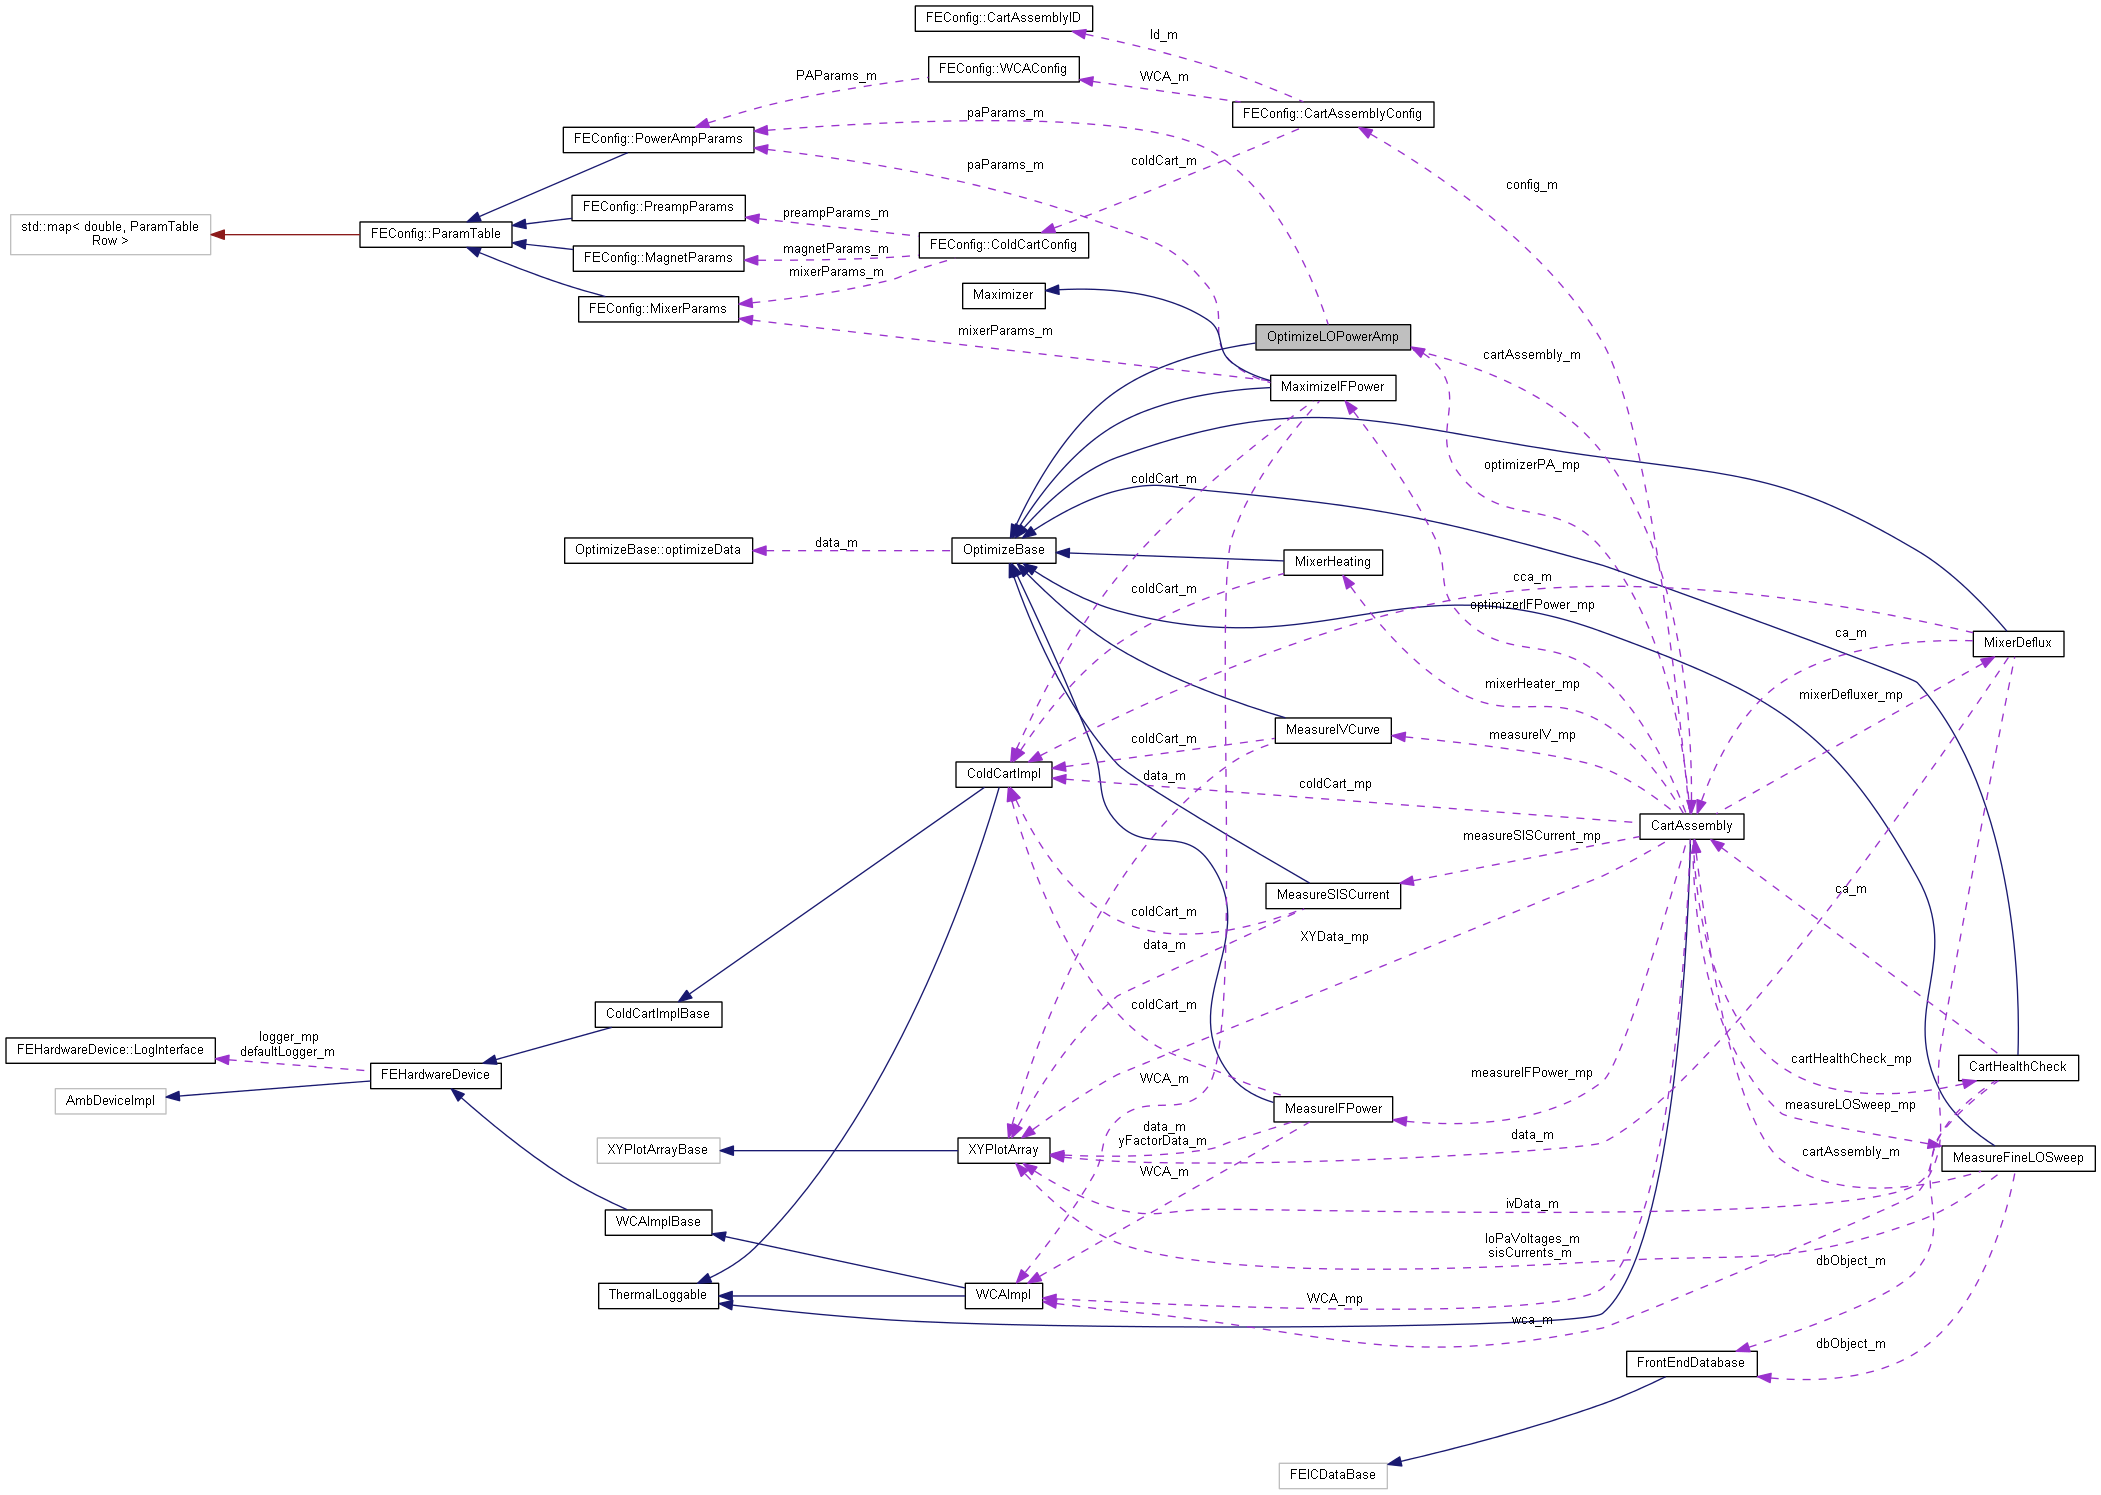 FEConfig::CartAssemblyID
Id_m
FEConfig::WCAConfig
PAParams_m
WCA_m
FEConfig::CartAssemblyConfig
paParams_m
FEConfig::PowerAmpParams
coldCart_m
paParams_m
config_m
FEConfig::PreampParams
preampParams_m
std::map< double, ParamTable
Row >
FEConfig::ParamTable
FEConfig::ColdCartConfig
magnetParams_m
FEConfig::MagnetParams
mixerParams_m
Maximizer
FEConfig::MixerParams
mixerParams_m
OptimizeLOPowerAmp
cartAssembly_m
MaximizeIFPower
optimizerPA_mp
coldCart_m
data_m
OptimizeBase::optimizeData
OptimizeBase
MixerHeating
cca_m
coldCart_m
optimizerIFPower_mp
ca_m
MixerDeflux
mixerHeater_mp
mixerDefluxer_mp
MeasureIVCurve
measureIV_mp
coldCart_m
ColdCartImpl
data_m
coldCart_mp
CartAssembly
measureSISCurrent_mp
MeasureSISCurrent
ca_m
coldCart_m
XYData_mp
data_m
coldCart_m
ColdCartImplBase
logger_mp
defaultLogger_m
FEHardwareDevice::LogInterface
cartHealthCheck_mp
CartHealthCheck
FEHardwareDevice
measureIFPower_mp
WCA_m
AmbDeviceImpl
MeasureIFPower
measureLOSweep_mp
data_m
yFactorData_m
data_m
XYPlotArrayBase
XYPlotArray
cartAssembly_m
MeasureFineLOSweep
WCA_m
ivData_m
WCAImplBase
loPaVoltages_m
sisCurrents_m
dbObject_m
ThermalLoggable
WCAImpl
WCA_mp
wca_m
dbObject_m
FrontEndDatabase
FEICDataBase